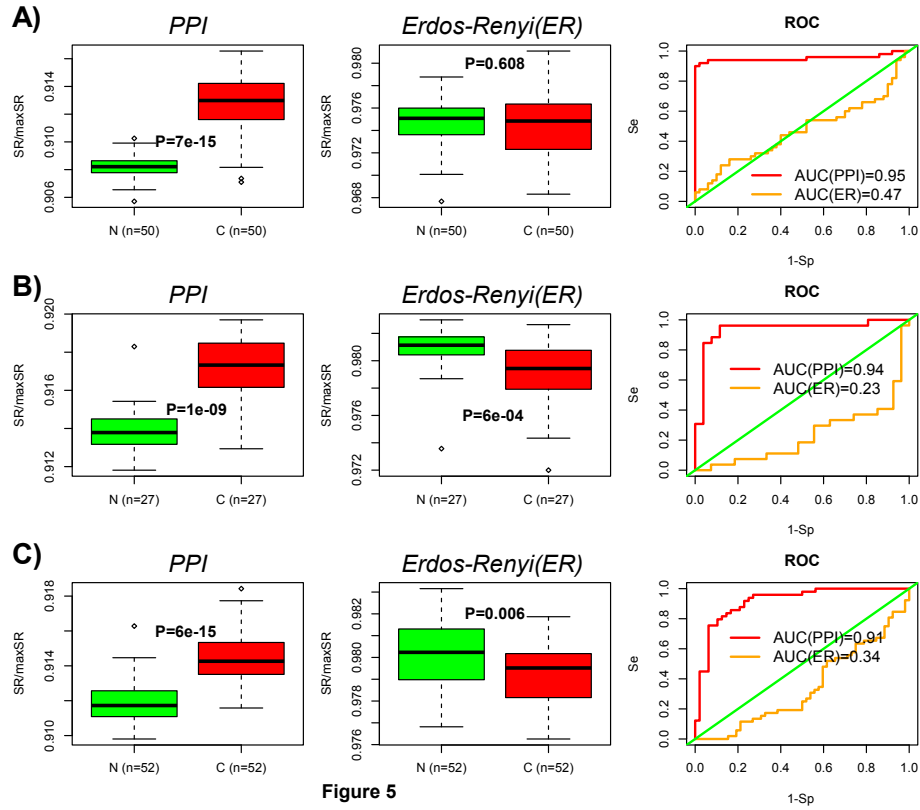 A)
PPI
Erdos-Renyi(ER)
ROC
SR/maxSR
0.906 0.910 0.914
P=7e-15
N (n=50) C (n=50)
SR/maxSR
0.968 0.972 0.976 0.980
P=0.608
N (n=50) C (n=50)
Se
0.0 0.2 0.4 0.6 0.8 1.0
AUC(PPI)=0.95
AUC(ER)=0.47
0.0 0.2 0.4 0.6 0.8 1.0
1-Sp
B)
PPI
Erdos-Renyi(ER)
ROC
SR/maxSR
0.912 0.916 0.920
P=1e-09
N (n=27) C (n=27)
SR/maxSR
0.972 0.976 0.980
P=6e-04
N (n=27) C (n=27)
Se
0.0 0.2 0.4 0.6 0.8 1.0
AUC(PPI)=0.94
AUC(ER)=0.23
0.0 0.2 0.4 0.6 0.8 1.0
1-Sp
C)
PPI
Erdos-Renyi(ER)
ROC
SR/maxSR
0.910 0.914 0.918
P=6e-15
N (n=52) C (n=52)
SR/maxSR
0.976 0.978 0.980 0.982
P=0.006
N (n=52) C (n=52)
Se
0.0 0.2 0.4 0.6 0.8 1.0
AUC(PPI)=0.91
AUC(ER)=0.34
0.0 0.2 0.4 0.6 0.8 1.0
1-Sp
Figure 5